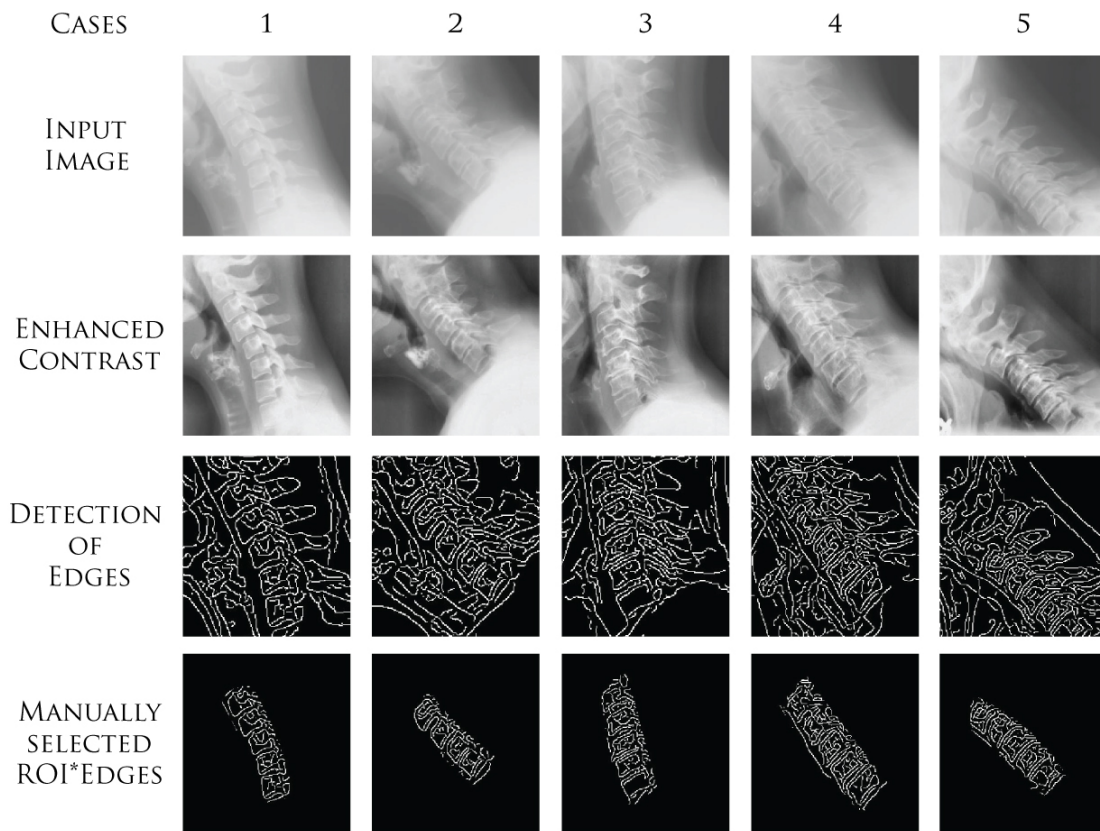 CASES 1 2 3 4 5
INPUT
IMAGE
ENHANCED
CONTRAST
DETECTION
OF
EDGES
MANUALLY
SELECTED
ROI*EDGES